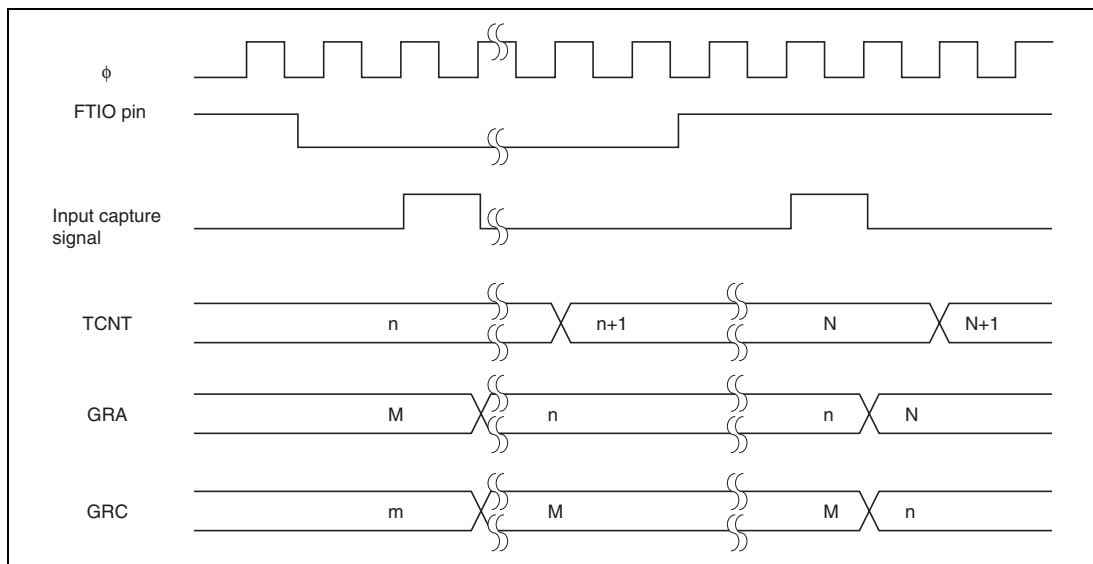 ϕ
FTIO pin
Input capture
signal
TCNT n n+1 N N+1
GRA M n n N
GRC m M M n